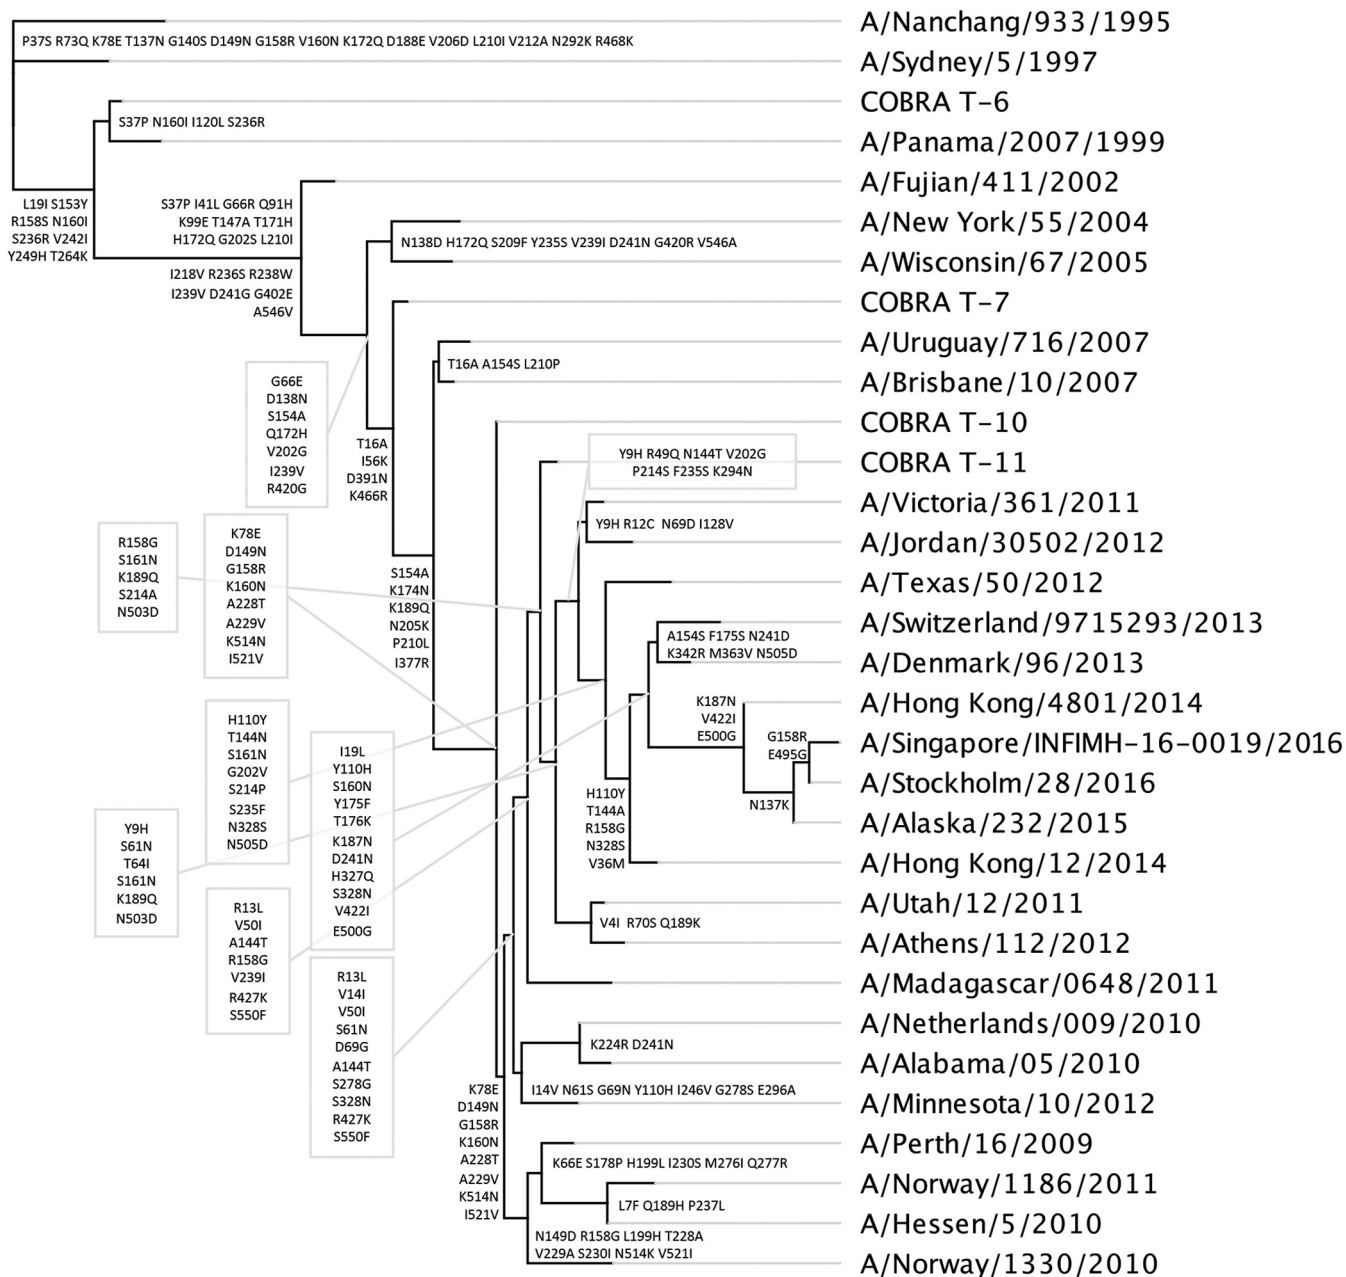 A/Nanchang/933/1995
P37S R73Q K78E T137N G140S D149N G158R V160N K172Q D188E V206D L210I V212A N292K R468K
A/Sydney/5/1997
COBRA T-6
S37P N160I I120L S236R
A/Panama/2007/1999
A/Fujian/411/2002
L19I S153Y
R158S N160I
S236R V242I
Y249H T264K
S37P I41L G66R Q91H
K99E T147A T171H
H172Q G202S L210I
I218V R236S R238W
I239V D241G G402E
A546V
A/New York/55/2004
N138D H172Q S209F Y235S V239I D241N G420R V546A
A/Wisconsin/67/2005
COBRA T-7
A/Uruguay/716/2007
T16A A154S L210P
A/Brisbane/10/2007
G66E
D138N
S154A
Q172H
V202G
I239V
R420G
COBRA T-10
T16A
I56K
D391N
K466R
Y9H R49Q N144T V202G
P214S F235S K294N
COBRA T-11
A/Victoria/361/2011
Y9H R12C N69D I128V
A/Jordan/30502/2012
R158G
S161N
K189Q
S214A
N503D
K78E
D149N
G158R
K160N
A228T
A229V
K514N
I521V
S154A
K174N
K189Q
N205K
P210L
I377R
A/Texas/50/2012
A/Switzerland/9715293/2013
A154S F175S N241D
K342R M363V N505D
A/Denmark/96/2013
K187N
V422I
E500G
A/Hong Kong/4801/2014
G158R
E495G
A/Singapore/INFIMH-16-0019/2016
A/Stockholm/28/2016
N137K
A/Alaska/232/2015
H110Y
T144A
R158G
N328S
V36M
A/Hong Kong/12/2014
H110Y
T144N
S161N
G202V
S214P
S235F
N328S
N505D
I19L
Y110H
S160N
Y175F
T176K
K187N
D241N
H327Q
S328N
V422I
E500G
Y9H
S61N
T64I
S161N
K189Q
N503D
A/Utah/12/2011
V4I R70S Q189K
A/Athens/112/2012
R13L
V50I
A144T
R158G
V239I
R427K
S550F
A/Madagascar/0648/2011
R13L
V14I
V50I
S61N
D69G
A144T
S278G
S328N
R427K
S550F
A/Netherlands/009/2010
K224R D241N
A/Alabama/05/2010
I14V N61S G69N Y110H I246V G278S E296A
A/Minnesota/10/2012
K78E
D149N
G158R
K160N
A228T
A229V
K514N
I521V
A/Perth/16/2009
K66E S178P H199L I230S M276I Q277R
A/Norway/1186/2011
L7F Q189H P237L
A/Hessen/5/2010
N149D R158G L199H T228A
V229A S230I N514K V521I
A/Norway/1330/2010